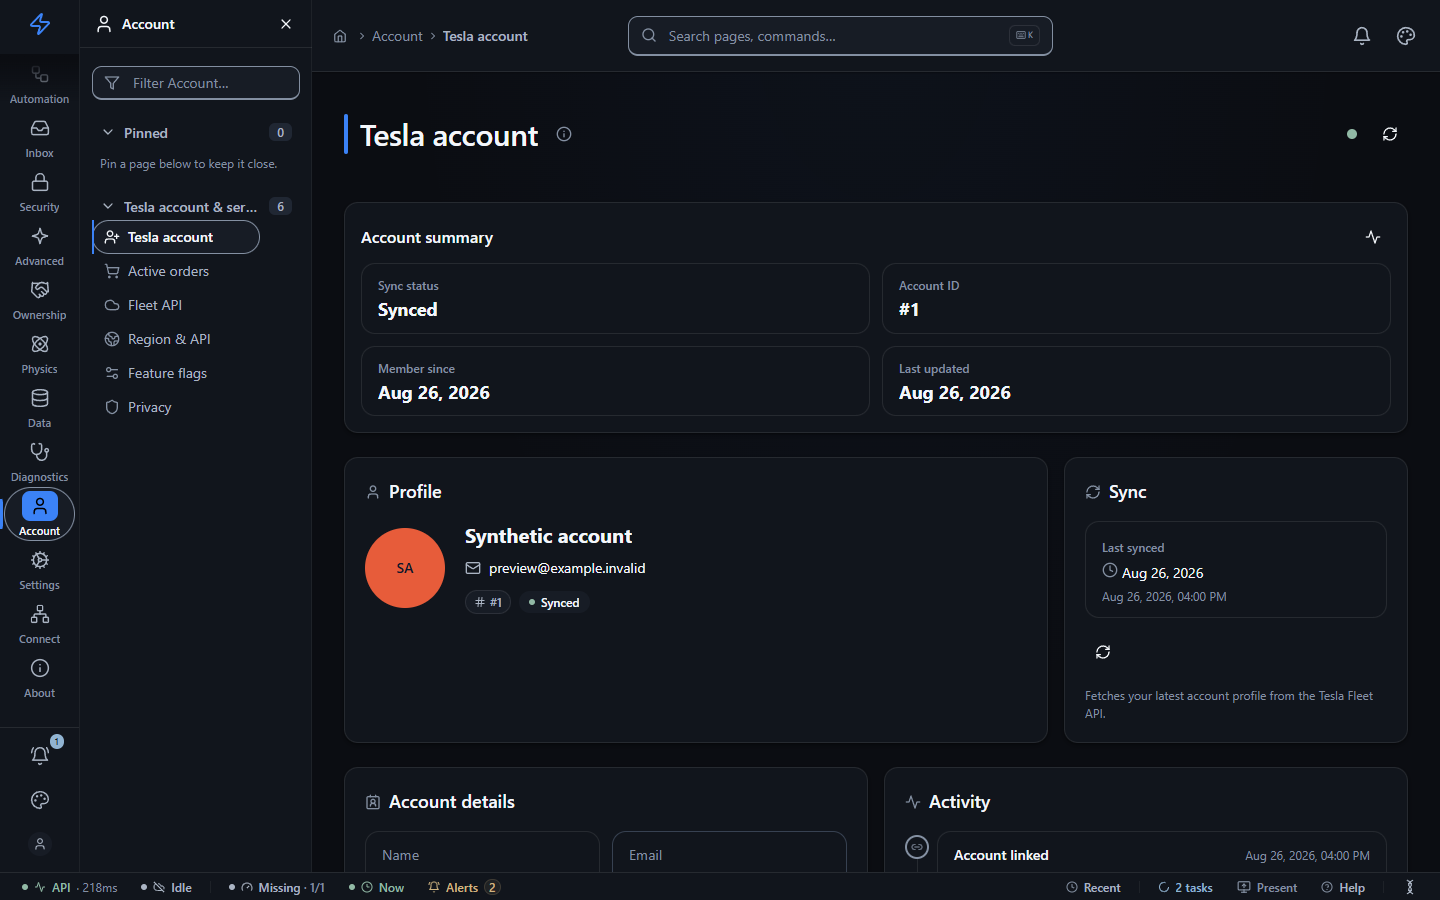 Automation
Inbox
Security
Advanced
Ownership
Physics
Data
Diagnostics
Account
Settings
Connect
About
1
Account
Filter Account...
Pinned 0
Pin a page below to keep it close.
Tesla account & ser... 6
Tesla account
Active orders
Fleet API
Region & API
Feature flags
Privacy
Account Tesla account
Search pages, commands... K
Tesla account
Account summary
Sync status
Synced
Account ID
#1
Member since
Aug 26, 2026
Last updated
Aug 26, 2026
Profile
SA
Synthetic account
preview@example.invalid
#1 Synced
Sync
Last synced
Aug 26, 2026
Aug 26, 2026, 04:00 PM
Fetches your latest account profile from the Tesla Fleet
API.
Account details
Name
Email
Activity
Account linked Aug 26, 2026, 04:00 PM
API · 218ms Idle Missing · 1/1 Now Alerts 2 Recent 2 tasks Present Help